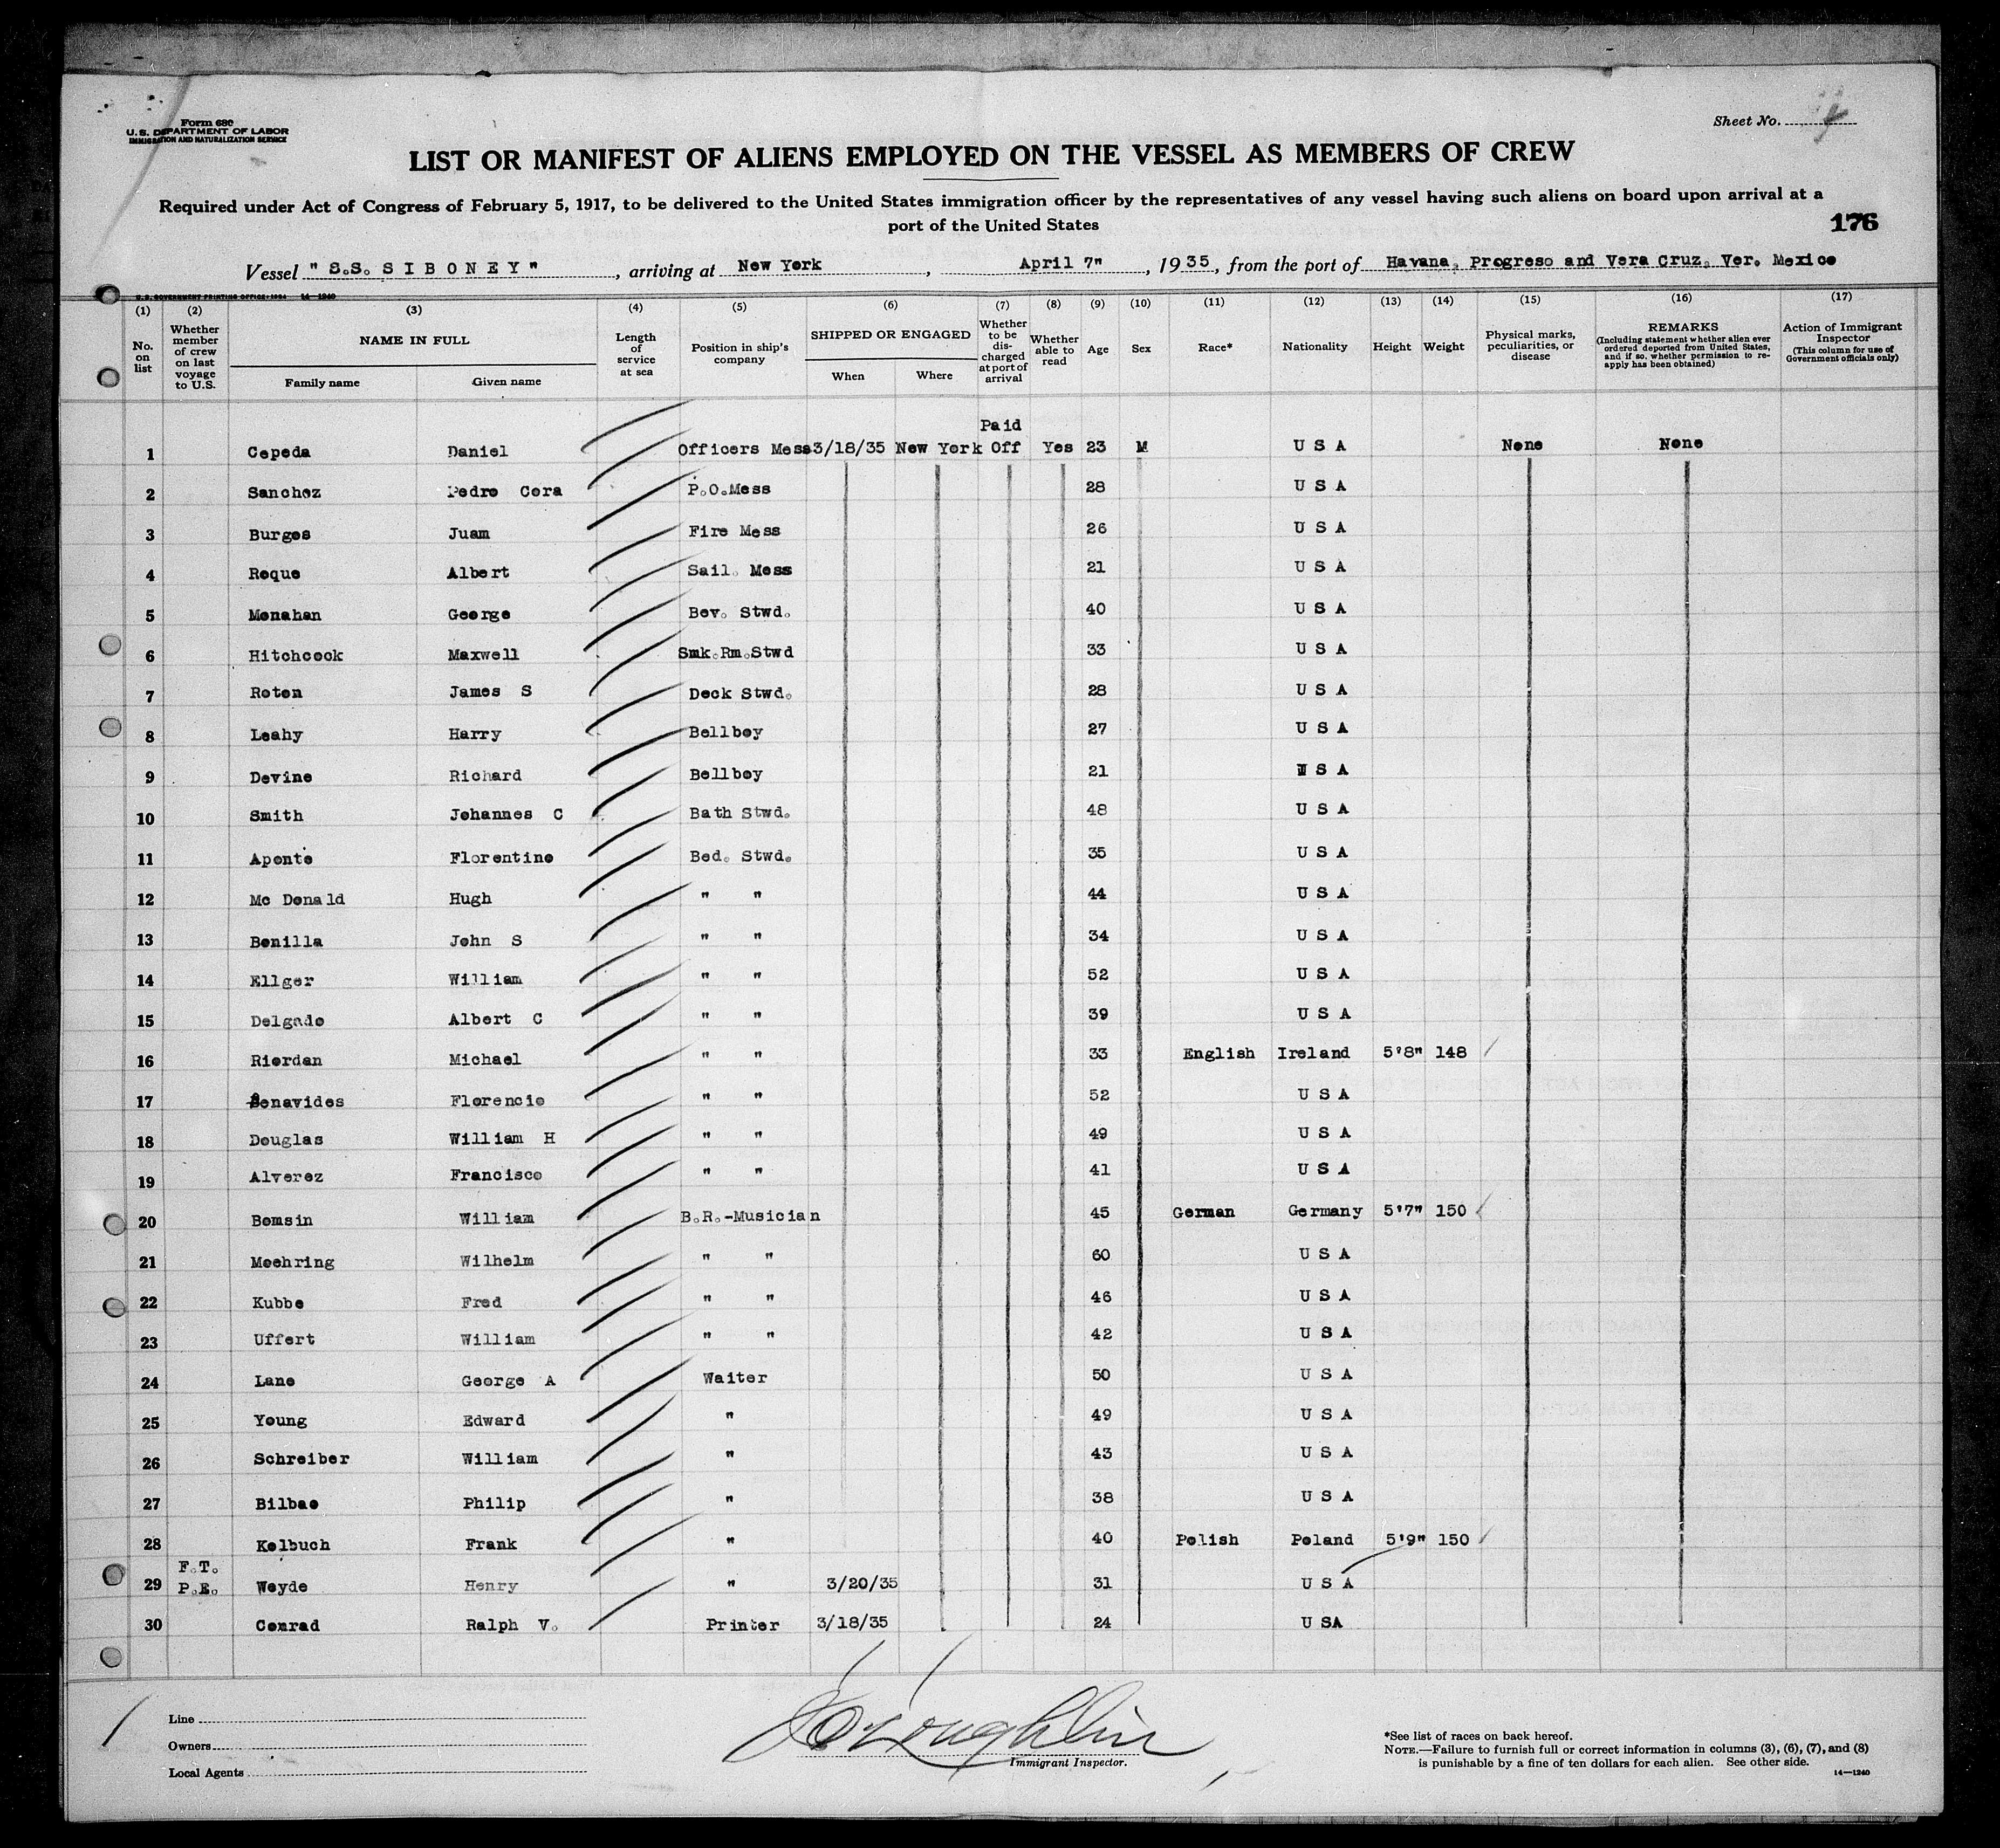 Form 680
U. S. DEPARTMENT OF LABOR
IMMIGRATION AND NATURALIZATION SERVICE
Sheet No.
LIST OR MANIFEST OF ALIENS EMPLOYED ON THE VESSEL AS MEMBERS OF CREW
Required under Act of Congress of February 5, 1917, to be delivered to the United States immigration officer by the representatives of any vessel having such aliens on board upon arrival at a
port of the United States
176
Vessel "S.S. SIBONEY", arriving at New York, April 7", 1935, from the port of Havana, Progreso and Vera Cruz, Ver. Mexico
U. S. GOVERNMENT PRINTING OFFICE: 1934 14—1240
(1) (2) (3) (4) (5) (6) (7) (8) (9) (10) (11) (12) (13) (14) (15) (16) (17)
No. on list
Whether member of crew on last voyage to U.S.
NAME IN FULL
Family name Given name
Length of service at sea
Position in ship's company
SHIPPED OR ENGAGED
When Where
Whether to be discharged at port of arrival
Whether able to read
Age
Sex
Race*
Nationality
Height
Weight
Physical marks, peculiarities, or disease
REMARKS
(Including statement whether alien ever ordered deported from United States, and if so, whether permission to reapply has been obtained)
Action of Immigrant Inspector
(This column for use of Government officials only)
Paid
1 Cepeda Daniel Officers Mess 3/18/35 New York Off Yes 23 M U S A None None
2 Sanchez Pedro Cora P.O.Mess 28 U S A
3 Burgos Juam Fire Mess 26 U S A
4 Roque Albert Sail. Mess 21 U S A
5 Monahan George Bev. Stwd. 40 U S A
6 Hitchcock Maxwell Smk.Rm.Stwd 33 U S A
7 Roten James S Deck Stwd. 28 U S A
8 Leahy Harry Bellboy 27 U S A
9 Devine Richard Bellboy 21 U S A
10 Smith Johannes C Bath Stwd. 48 U S A
11 Aponte Florentino Bed. Stwd. 35 U S A
12 Mc Donald Hugh " " 44 U S A
13 Bonilla John S " " 34 U S A
14 Ellger William " " 52 U S A
15 Delgado Albert C " " 39 U S A
16 Riordan Michael " " 33 English Ireland 5'8" 148
17 Benavides Florencio " " 52 U S A
18 Douglas William H " " 49 U S A
19 Alverez Francisco " " 41 U S A
20 Bomsin William B.R.-Musician 45 German Germany 5'7" 150
21 Moehring Wilhelm " " 60 U S A
22 Kubbe Fred " " 46 U S A
23 Uffert William " " 42 U S A
24 Lane George A Waiter 50 U S A
25 Young Edward " 49 U S A
26 Schreiber William " 43 U S A
27 Bilbao Philip " 38 U S A
28 Kolbuch Frank " 40 Polish Poland 5'9" 150
F.T.
29 P.E. Weyde Henry " 3/20/35 31 U S A
30 Conrad Ralph V. Printer 3/18/35 24 U SA
Line
Owners
Local Agents
J O'Loughlin
Immigrant Inspector.
*See list of races on back hereof.
NOTE.—Failure to furnish full or correct information in columns (3), (6), (7), and (8)
is punishable by a fine of ten dollars for each alien. See other side.
14—1240